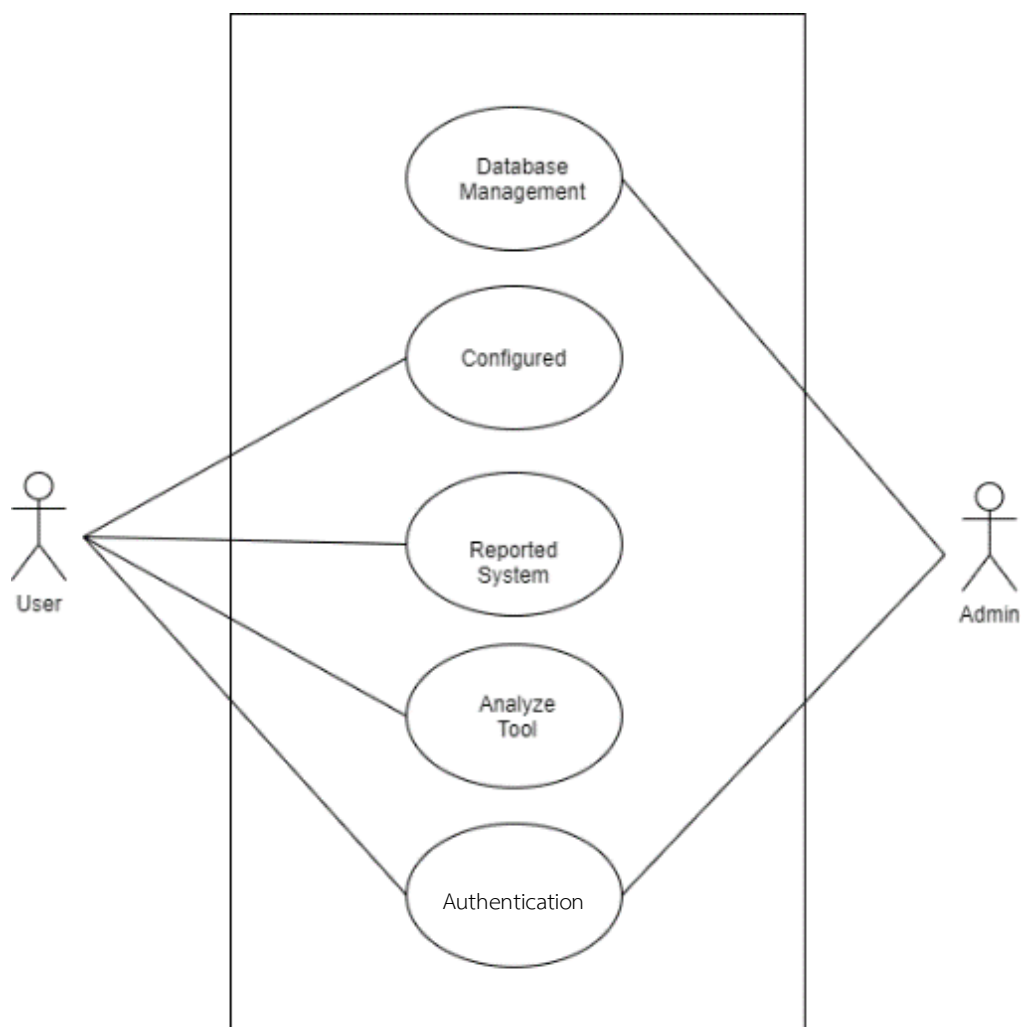 Database
Management
Configured
Reported
System
User
Admin
Analyze
Tool
Authentication